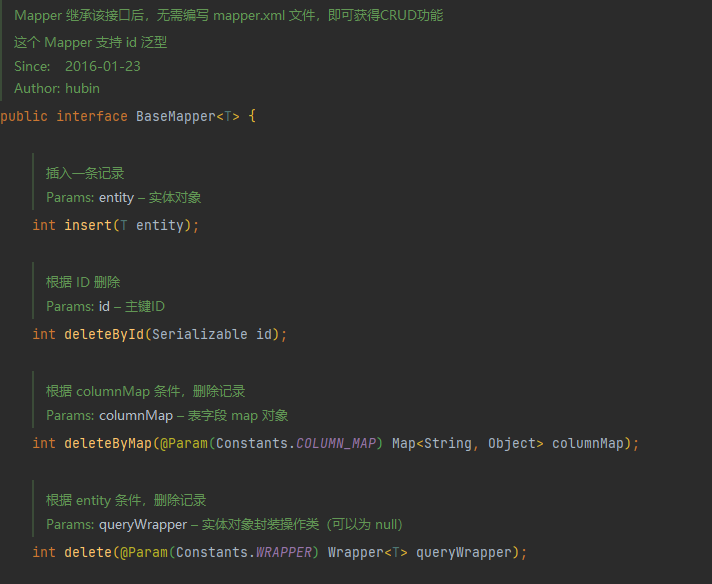 Mapper 继承该接口后，无需编写 mapper.xml 文件，即可获得CRUD功能
这个 Mapper 支持 id 泛型
Since: 2016-01-23
Author: hubin
public interface BaseMapper<T> {
插入一条记录
Params: entity – 实体对象
int insert(T entity);
根据 ID 删除
Params: id – 主键ID
int deleteById(Serializable id);
根据 columnMap 条件，删除记录
Params: columnMap – 表字段 map 对象
int deleteByMap(@Param(Constants.COLUMN_MAP) Map<String, Object> columnMap);
根据 entity 条件，删除记录
Params: queryWrapper – 实体对象封装操作类（可以为 null）
int delete(@Param(Constants.WRAPPER) Wrapper<T> queryWrapper);